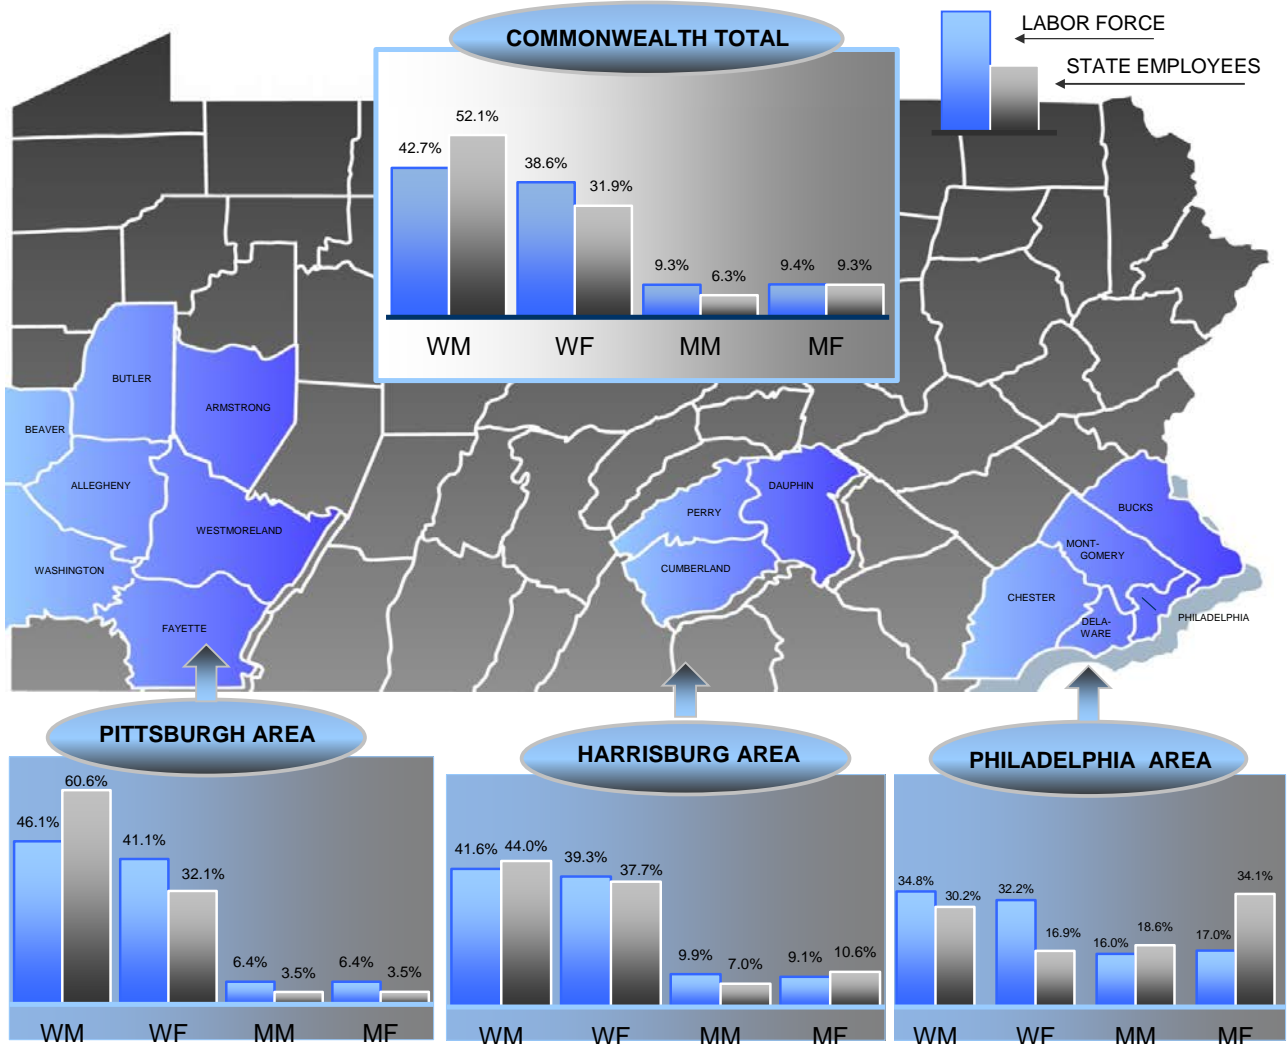 COMMONWEALTH TOTAL
LABOR FORCE
STATE EMPLOYEES
42.7%
52.1%
38.6%
31.9%
9.3%
6.3%
9.4%
9.3%
WM
WF
MM
MF
BUTLER
ARMSTRONG
BEAVER
ALLEGHENY
WESTMORELAND
WASHINGTON
FAYETTE
DAUPHIN
PERRY
CUMBERLAND
BUCKS
MONT-
GOMERY
CHESTER
DELA-
WARE
PHILADELPHIA
PITTSBURGH AREA
46.1%
60.6%
41.1%
32.1%
6.4%
3.5%
6.4%
3.5%
WM
WF
MM
MF
HARRISBURG AREA
41.6%
44.0%
39.3%
37.7%
9.9%
7.0%
9.1%
10.6%
WM
WF
MM
MF
PHILADELPHIA AREA
34.8%
30.2%
32.2%
16.9%
16.0%
18.6%
17.0%
34.1%
WM
WF
MM
MF